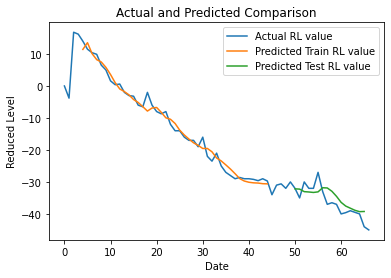 Actual and Predicted Comparison
Actual RL value
Predicted Train RL value
Predicted Test RL value
Reduced Level
10
0
−10
−20
−30
−40
0 10 20 30 40 50 60
Date